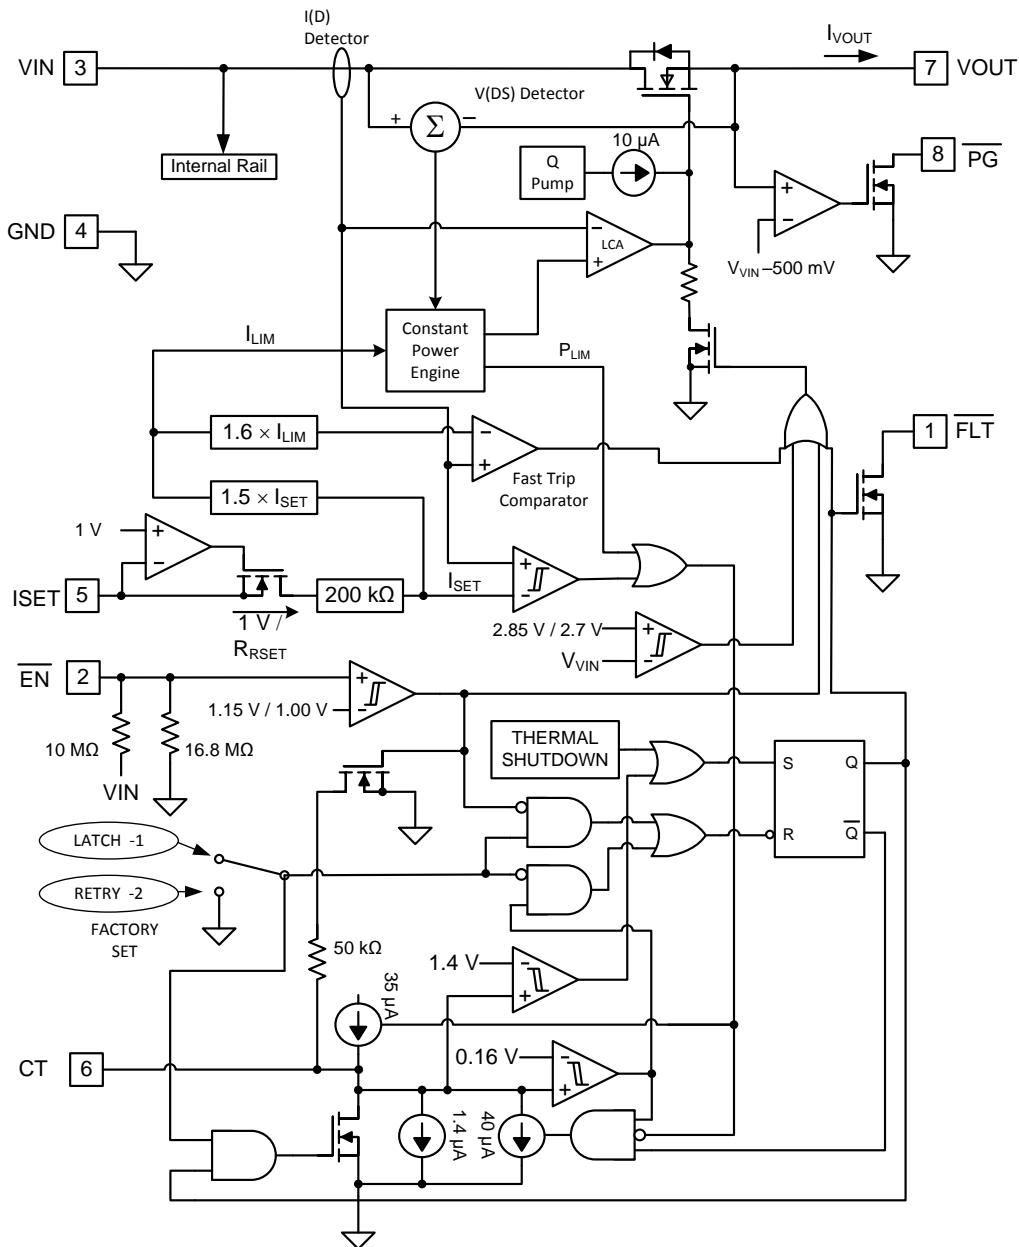 I(D)
Detector
I_VOUT
VIN 3
7 VOUT
V(DS) Detector
+ Σ −
10 µA
Q
Pump
8 P̅G̅
Internal Rail
+
−
GND 4
−
LCA
+
V_VIN –500 mV
I_LIM
Constant
Power
Engine
P_LIM
1.6 × I_LIM
−
+
1 F̅L̅T̅
Fast Trip
Comparator
1.5 × I_SET
1 V
+
−
ISET 5
200 kΩ
I_SET
+
-
1 V /
R_RSET
2.85 V / 2.7 V
+
V_VIN
-
E̅N̅ 2
+
1.15 V / 1.00 V
-
10 MΩ
16.8 MΩ
VIN
THERMAL
SHUTDOWN
S Q
R Q̅
LATCH -1
RETRY -2
FACTORY
SET
50 kΩ
1.4 V
-
+
35 µA
CT 6
0.16 V
-
+
1.4 µA
40 µA